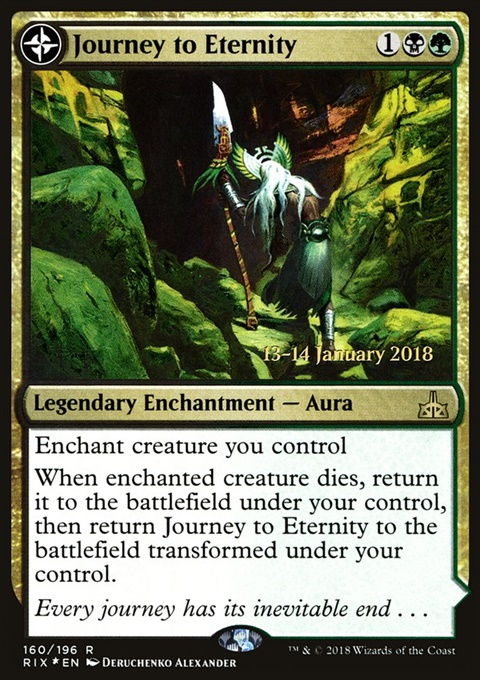 Journey to Eternity 1
13–14 January 2018
Legendary Enchantment — Aura
Enchant creature you control
When enchanted creature dies, return
it to the battlefield under your control,
then return Journey to Eternity to the
battlefield transformed under your
control.
Every journey has its inevitable end . . .
160/196 R
RIX★EN Deruchenko Alexander
™ & © 2018 Wizards of the Coast